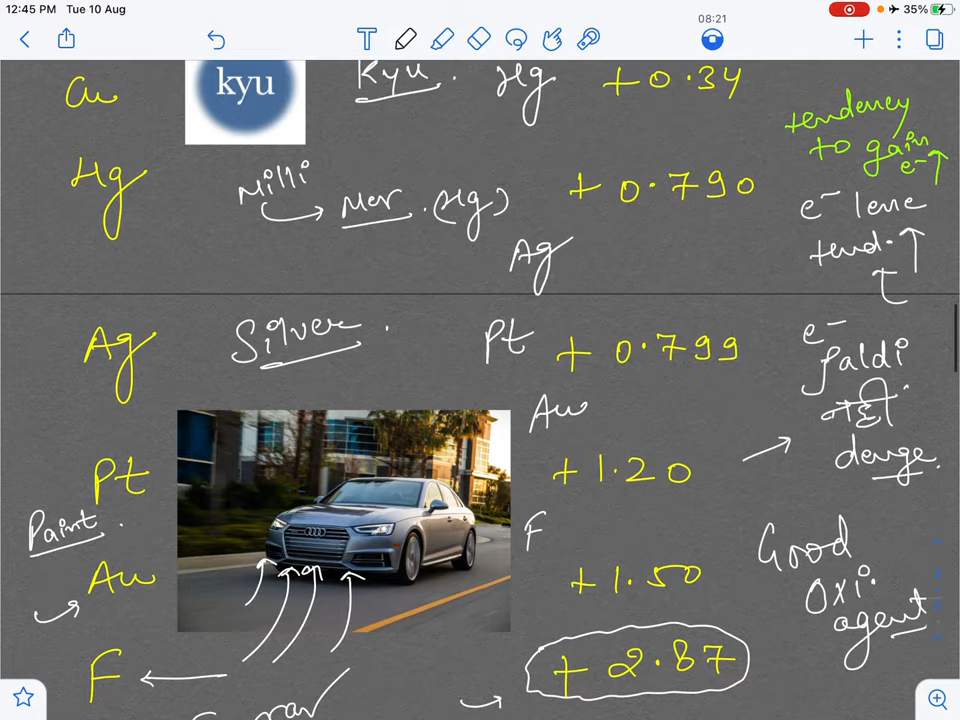 12:45 PM Tue 10 Aug
35%
08:21
T
Cu
kyu
Kyu. Hg
+0.34
tendency
to gain
e-↑
Hg
Milli
→ Mer.(Hg)
+0.790
Ag
e- lene
tend.↑
Ag
Silver.
Pt
+0.799
e-
jaldi
नही
denge.
Au
Pt
+1.20
→
Paint.
F
Good
Oxi.
agent
Au
+1.50
F ←
+2.87